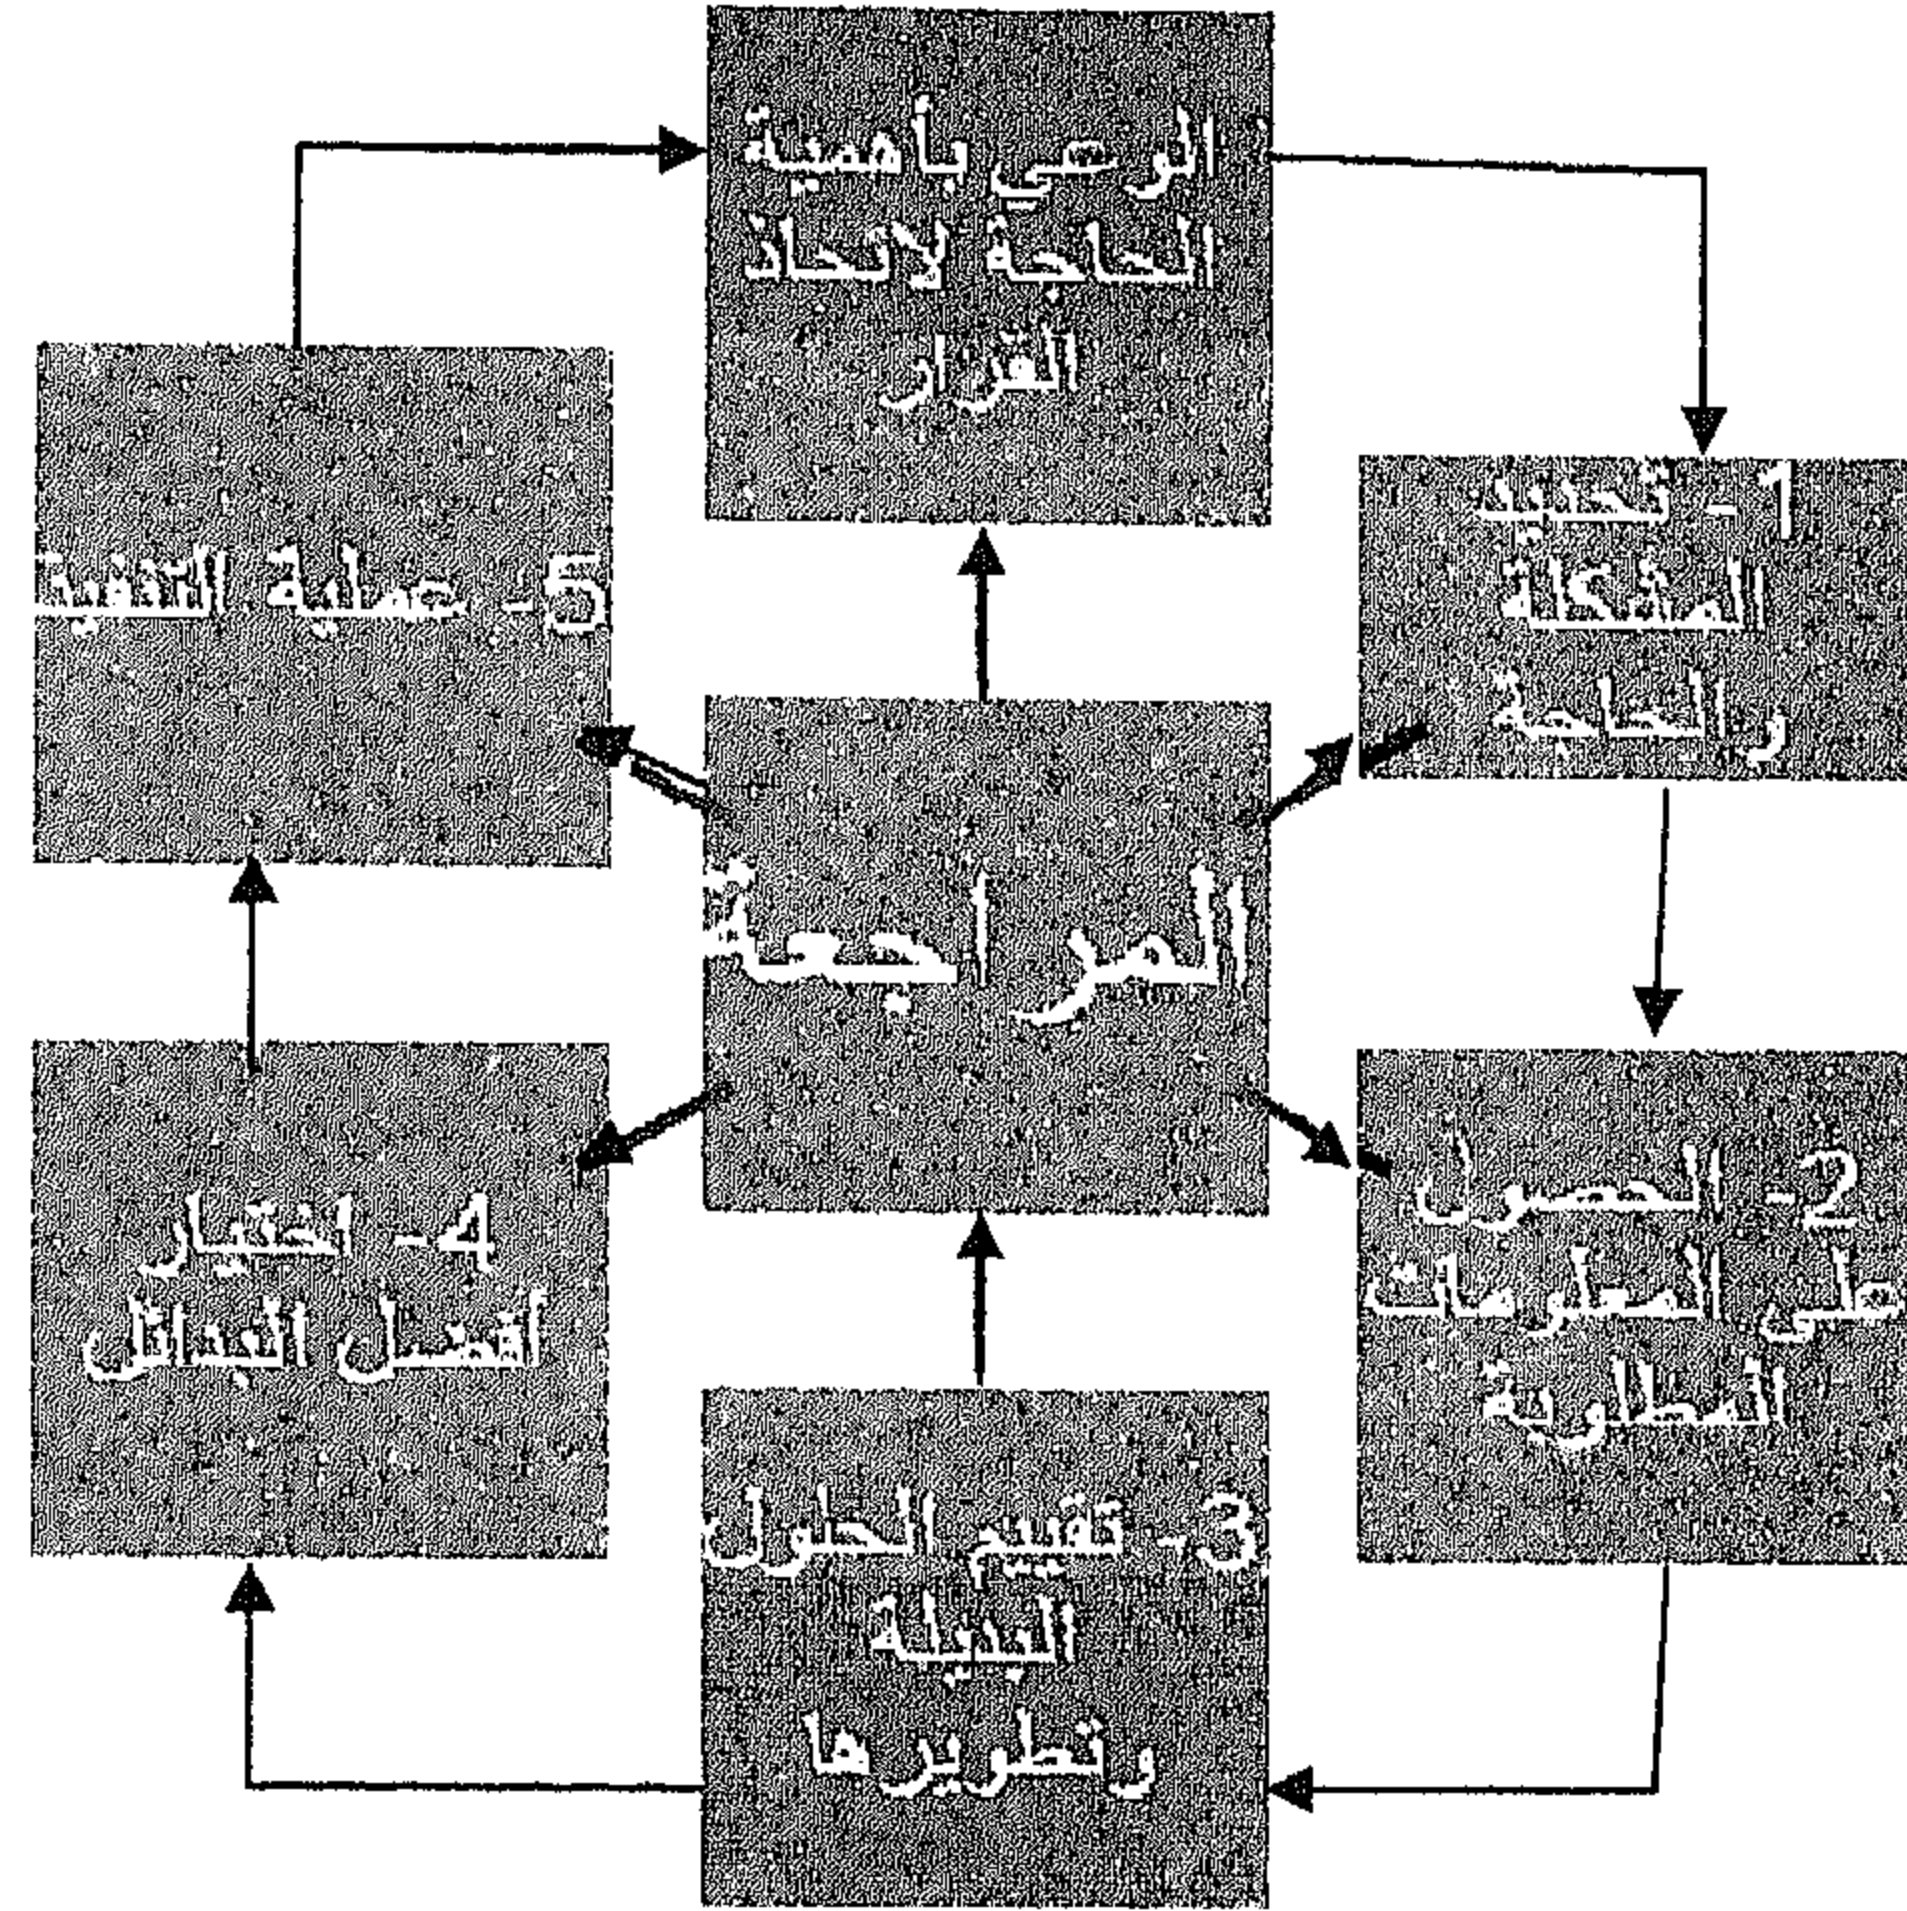 الوعي بأهمية
الحاجة لاتخاذ
القرار
1- تحديد
المشكلة
والحاجة
2- الحصول
على المعلومات
المطلوبة
3- تقييم الحلول
البديلة
وتطويرها
4- اختيار
أفضل البدائل
5- عملية التنفيذ
المراجعة